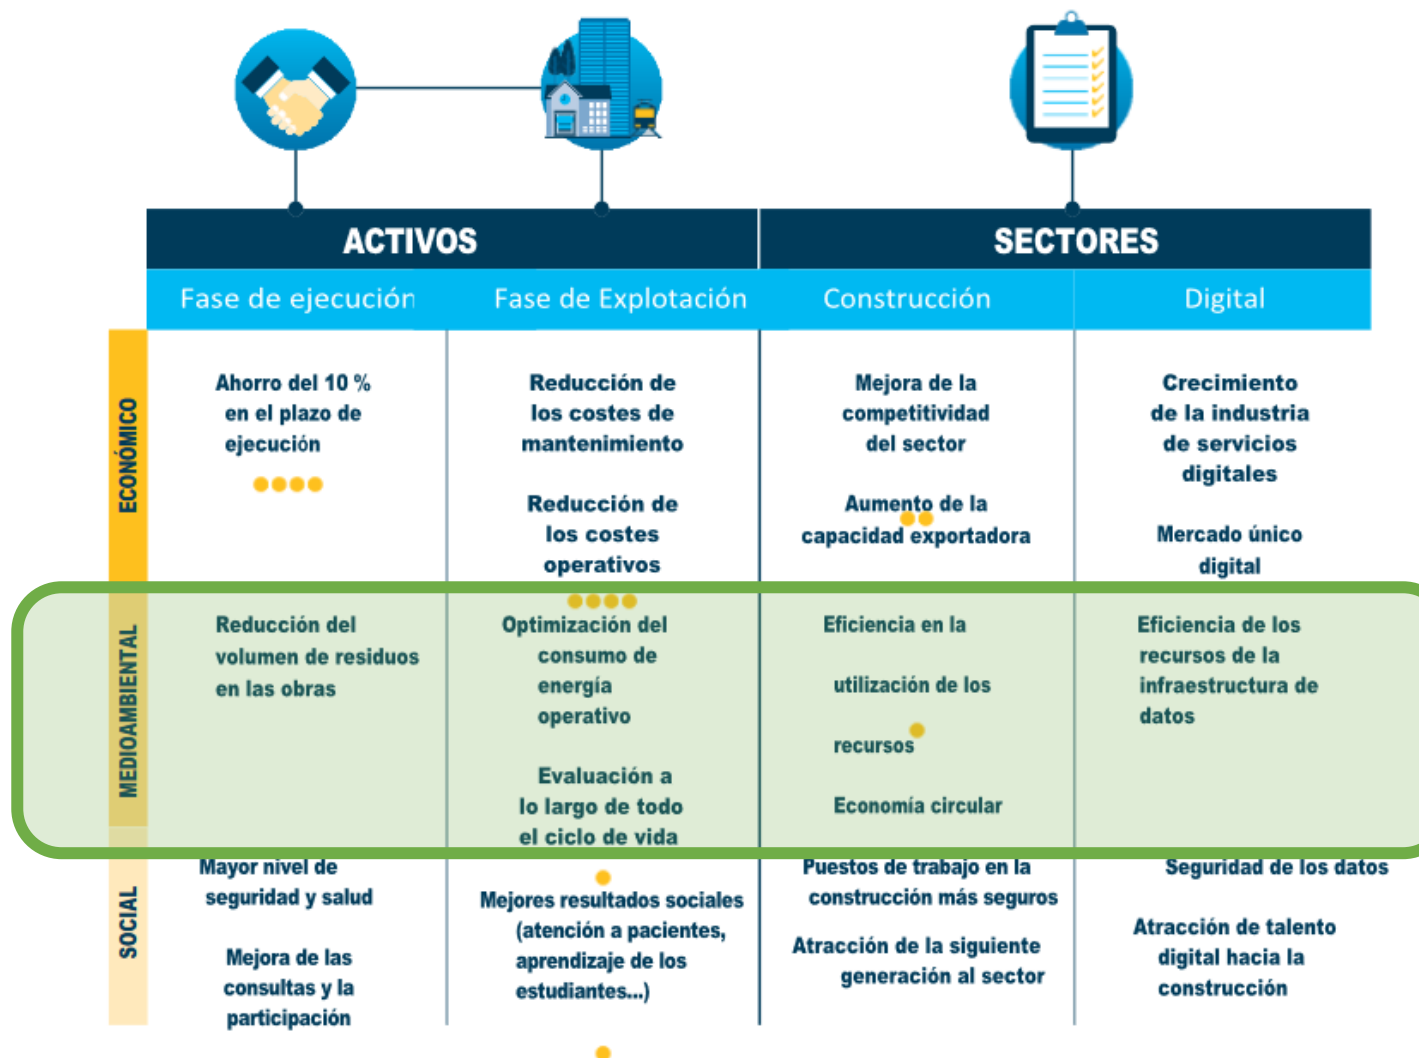 ACTIVOS
SECTORES
Fase de ejecución
Fase de Explotación
Construcción
Digital
ECONÓMICO
Ahorro del 10 %
en el plazo de
ejecución
Reducción de
los costes de
mantenimiento
Reducción de
los costes
operativos
Mejora de la
competitividad
del sector
Aumento de la
capacidad exportadora
Crecimiento
de la industria
de servicios
digitales
Mercado único
digital
MEDIOAMBIENTAL
Reducción del
volumen de residuos
en las obras
Optimización del
consumo de
energía
operativo
Evaluación a
lo largo de todo
el ciclo de vida
Eficiencia en la
utilización de los
recursos
Economía circular
Eficiencia de los
recursos de la
infraestructura de
datos
SOCIAL
Mayor nivel de
seguridad y salud
Mejora de las
consultas y la
participación
Mejores resultados sociales
(atención a pacientes,
aprendizaje de los
estudiantes...)
Puestos de trabajo en la
construcción más seguros
Atracción de la siguiente
generación al sector
Seguridad de los datos
Atracción de talento
digital hacia la
construcción